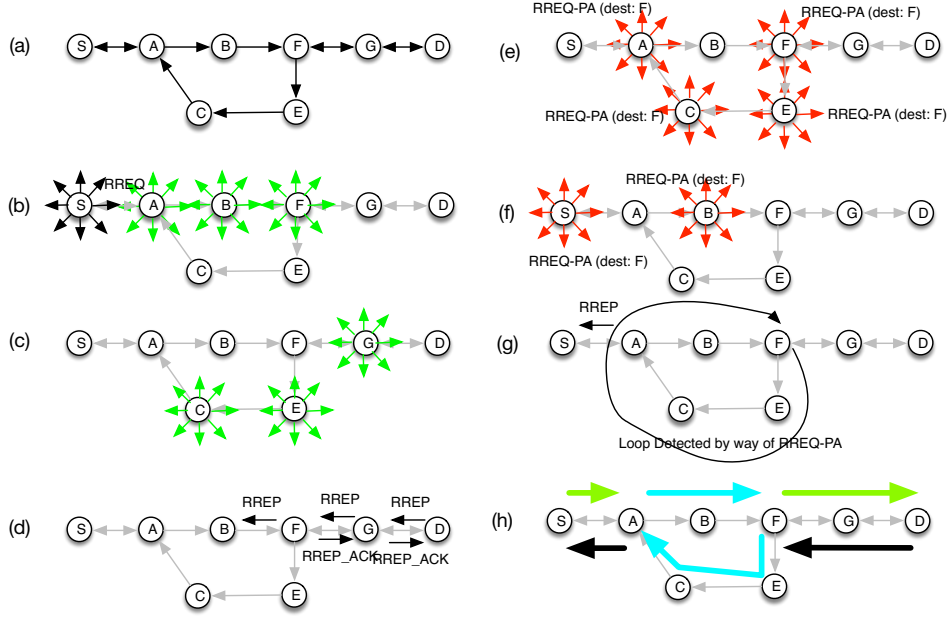 (a)
S
A
B
F
G
D
C
E
(b)
RREQ
S
A
B
F
G
D
C
E
(c)
S
A
B
F
G
D
C
E
(d)
RREP
RREP
RREP
S
A
B
F
G
D
RREP_ACK
RREP_ACK
C
E
RREQ-PA (dest: F)
RREQ-PA (dest: F)
(e)
S
A
B
F
G
D
C
E
RREQ-PA (dest: F)
RREQ-PA (dest: F)
RREQ-PA (dest: F)
(f)
S
A
B
F
G
D
RREQ-PA (dest: F)
C
E
RREP
(g)
S
A
B
F
G
D
C
E
Loop Detected by way of RREQ-PA
(h)
S
A
B
F
G
D
C
E